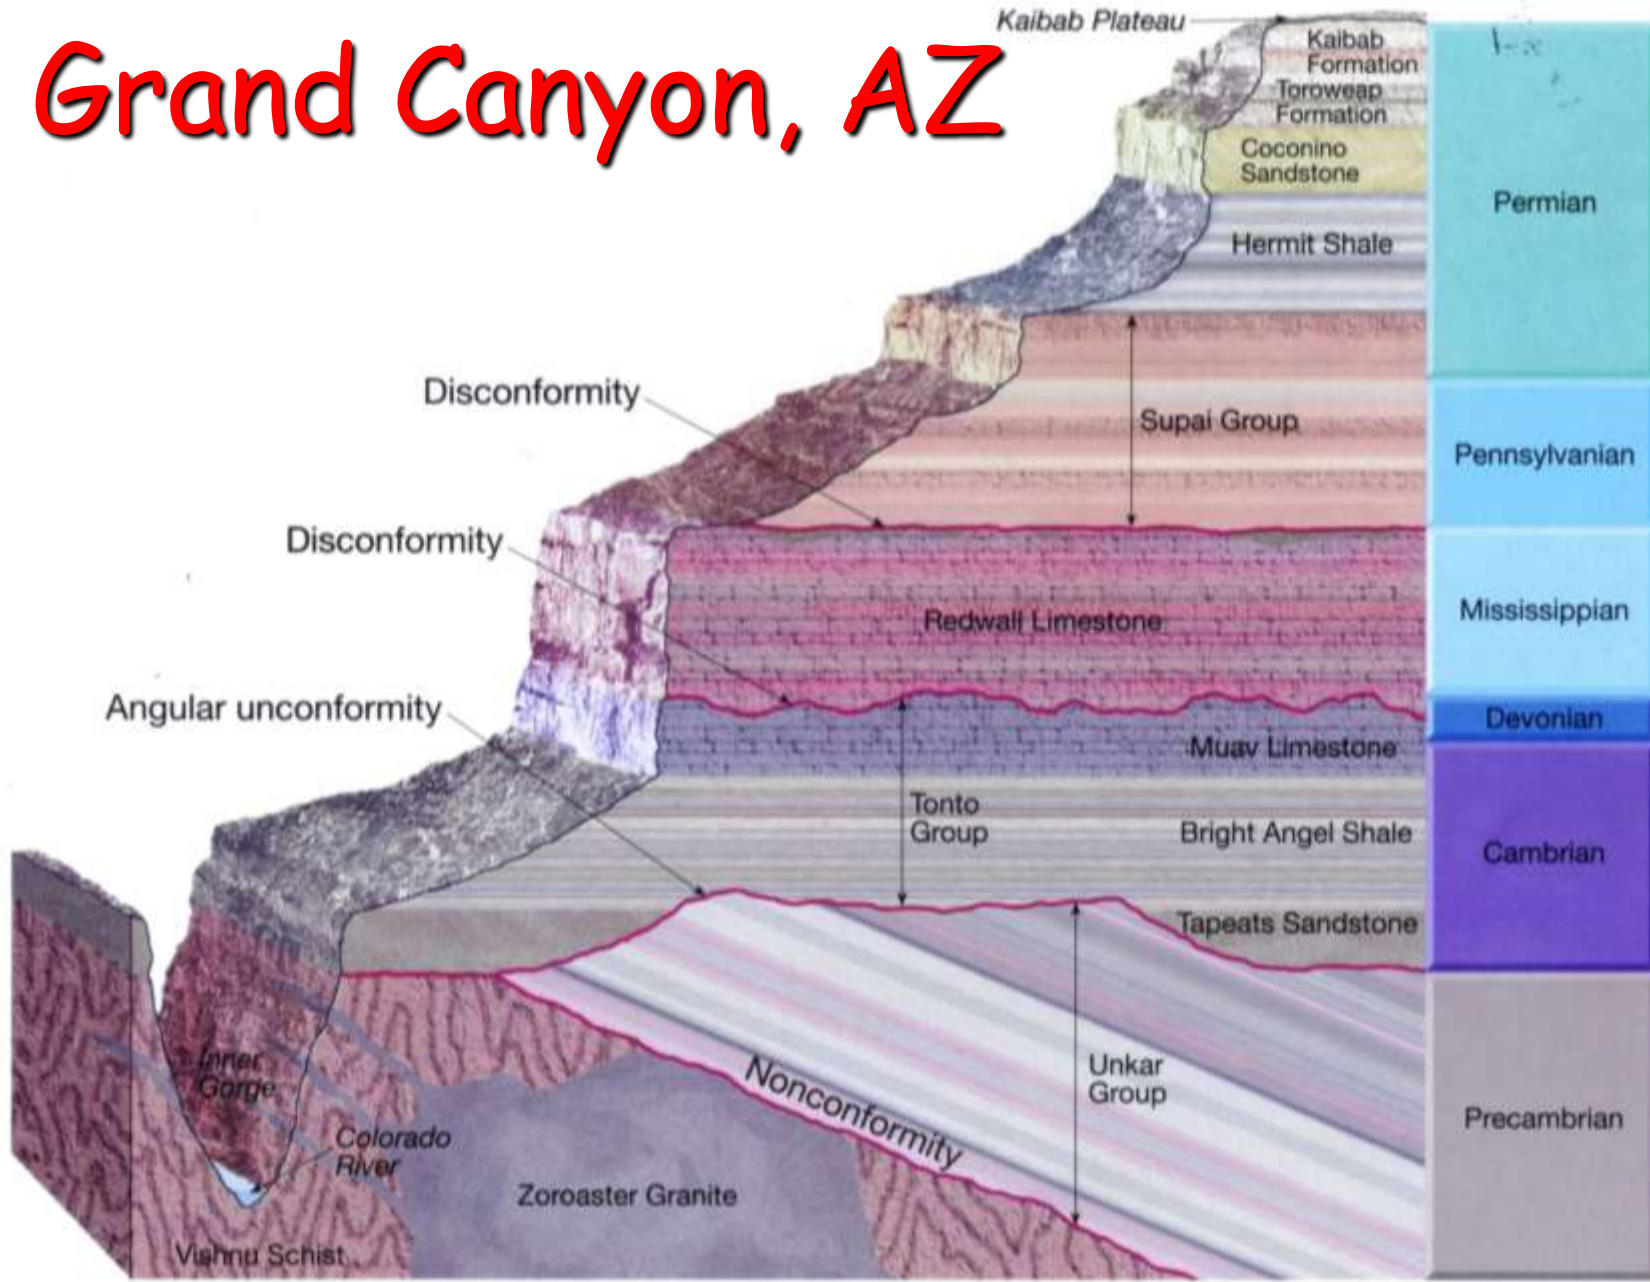 Grand Canyon, AZ
Kaibab Plateau
Kaibab
Formation
Toroweap
Formation
Coconino
Sandstone
Hermit Shale
Permian
Disconformity
Supai Group
Pennsylvanian
Disconformity
Redwall Limestone
Mississippian
Angular unconformity
Devonian
Muav Limestone
Tonto
Group
Bright Angel Shale
Cambrian
Tapeats Sandstone
Inner
Gorge
Nonconformity
Unkar
Group
Colorado
River
Precambrian
Zoroaster Granite
Vishnu Schist